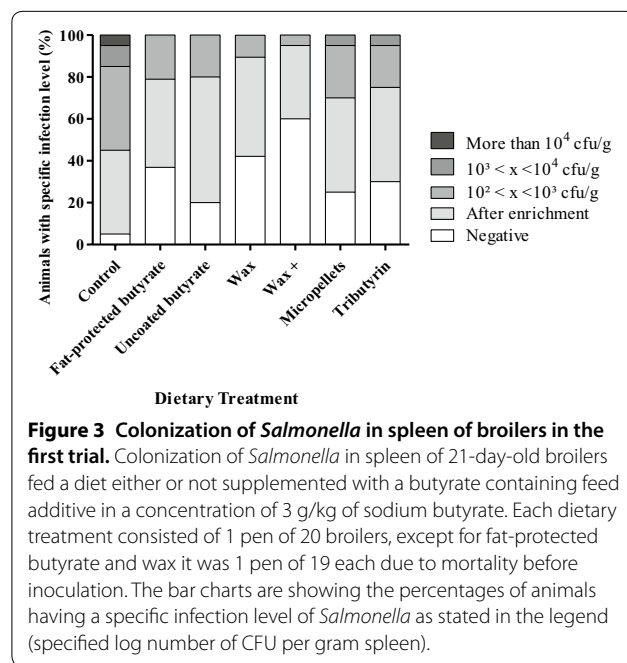 Animals with specific infection level (%)
100
80
60
40
20
0
Control
Fat-protected butyrate
Uncoated butyrate
Wax
Wax +
Micropellets
Tributyrin
Dietary Treatment
More than 10⁴ cfu/g
10³ < x <10⁴ cfu/g
10² < x <10³ cfu/g
After enrichment
Negative
Figure 3 Colonization of Salmonella in spleen of broilers in the
first trial. Colonization of Salmonella in spleen of 21-day-old broilers
fed a diet either or not supplemented with a butyrate containing feed
additive in a concentration of 3 g/kg of sodium butyrate. Each dietary
treatment consisted of 1 pen of 20 broilers, except for fat-protected
butyrate and wax it was 1 pen of 19 each due to mortality before
inoculation. The bar charts are showing the percentages of animals
having a specific infection level of Salmonella as stated in the legend
(specified log number of CFU per gram spleen).